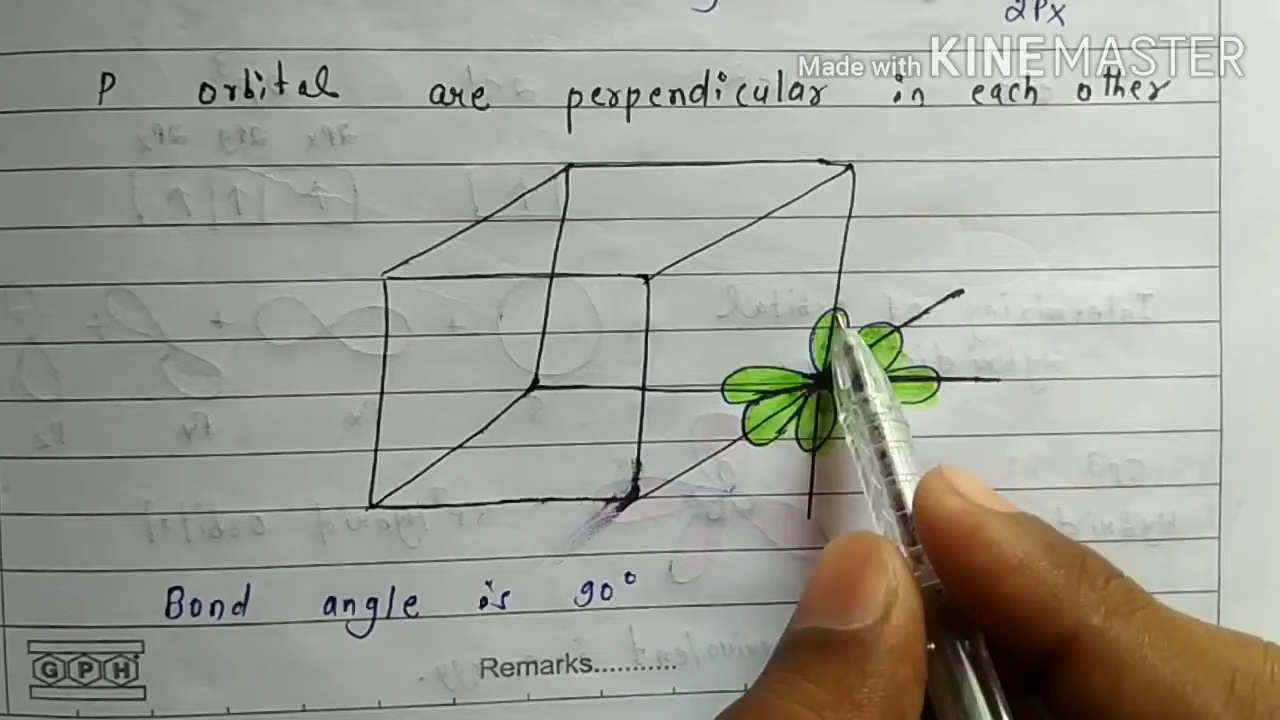 2Px
Made with KINEMASTER
P orbital are perpendicular in each other
Bond angle is 90°
GPH
Remarks...........